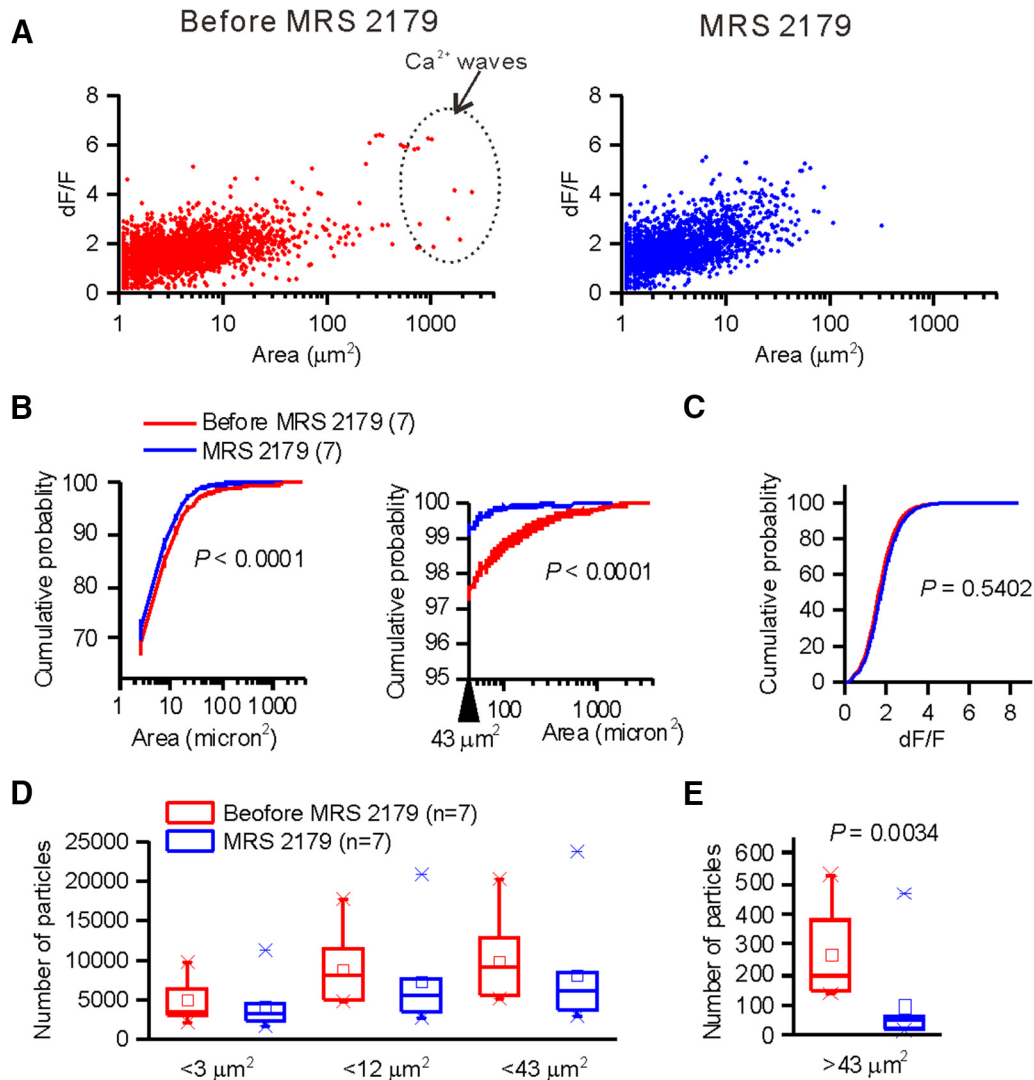 A
Before MRS 2179
MRS 2179
Ca²⁺ waves
8
6
4
2
0
dF/F
1
10
100
1000
Area (μm²)
8
6
4
2
0
dF/F
1
10
100
1000
Area (μm²)
B
Before MRS 2179 (7)
MRS 2179 (7)
100
90
80
70
Cumulative probablity
P < 0.0001
1
10
100
1000
Area (micron²)
100
99
98
97
96
95
Cumulative probablity
P < 0.0001
100
1000
43 μm²
Area (micron²)
C
100
80
60
40
20
0
Cumulative probablity
P = 0.5402
0
2
4
6
8
dF/F
D
Beofore MRS 2179 (n=7)
MRS 2179 (n=7)
25000
20000
15000
10000
5000
0
Number of particles
<3 μm²
<12 μm²
<43 μm²
E
P = 0.0034
600
500
400
300
200
100
0
Number of particles
>43 μm²